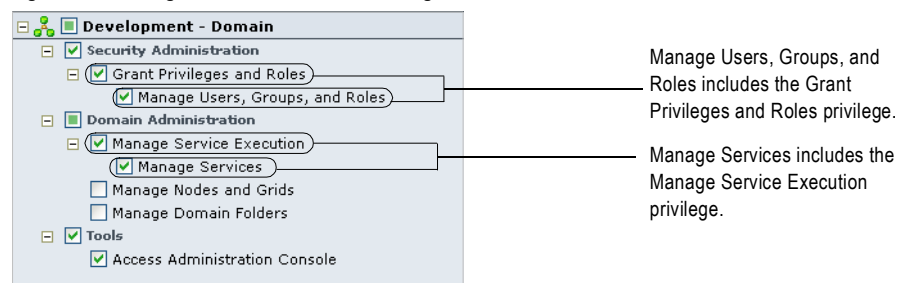 Development - Domain
Security Administration
Grant Privileges and Roles
Manage Users, Groups, and Roles
Domain Administration
Manage Service Execution
Manage Services
Manage Nodes and Grids
Manage Domain Folders
Tools
Access Administration Console
Manage Users, Groups, and
Roles includes the Grant
Privileges and Roles privilege.
Manage Services includes the
Manage Service Execution
privilege.